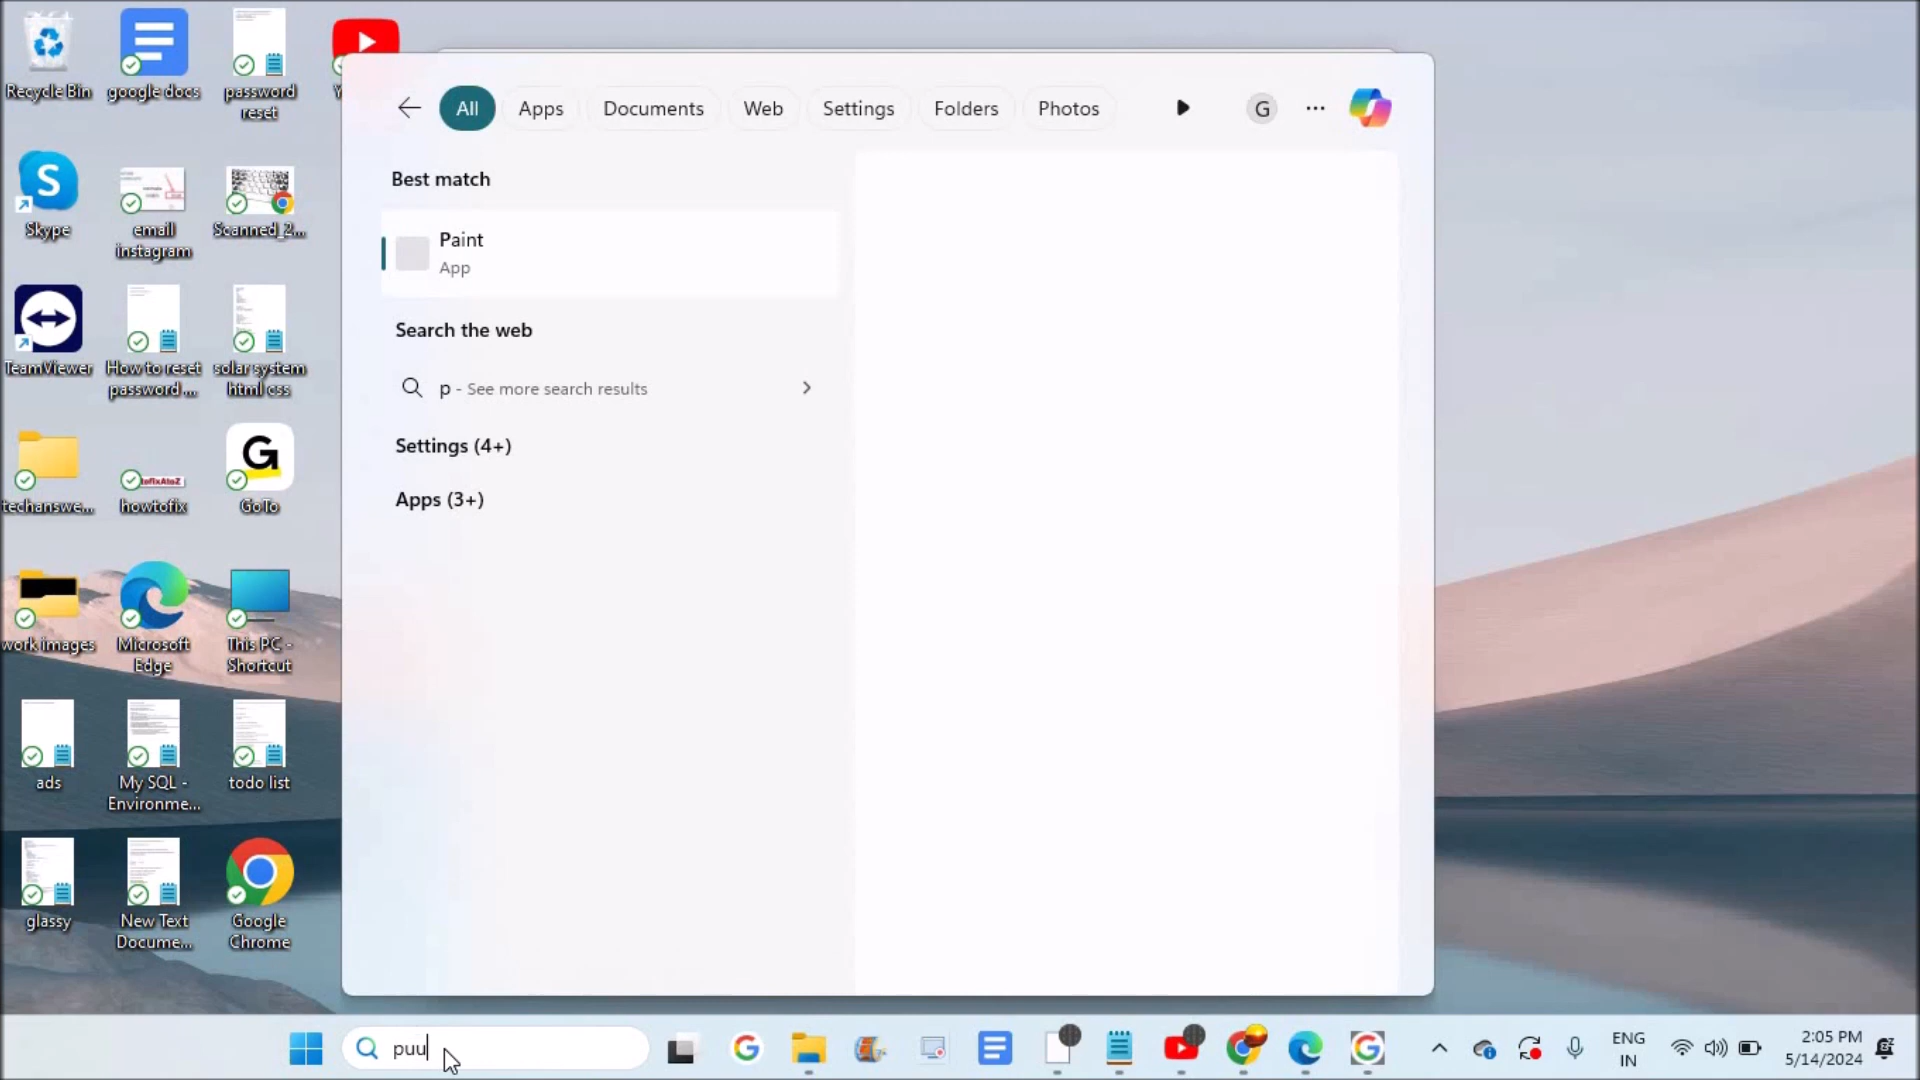 Recycle Bin
google docs
password
reset
Skype
email
instagram
Scanned_2...
TeamViewer
How to reset
password ...
solar system
html css
techanswe...
howtofix
GoTo
work images
Microsoft
Edge
This PC -
Shortcut
ads
My SQL -
Environme...
todo list
glassy
New Text
Docume...
Google
Chrome
All
Apps
Documents
Web
Settings
Folders
Photos
G
Best match
Paint
App
Search the web
p - See more search results
Settings (4+)
Apps (3+)
puu
ENG
IN
2:05 PM
5/14/2024